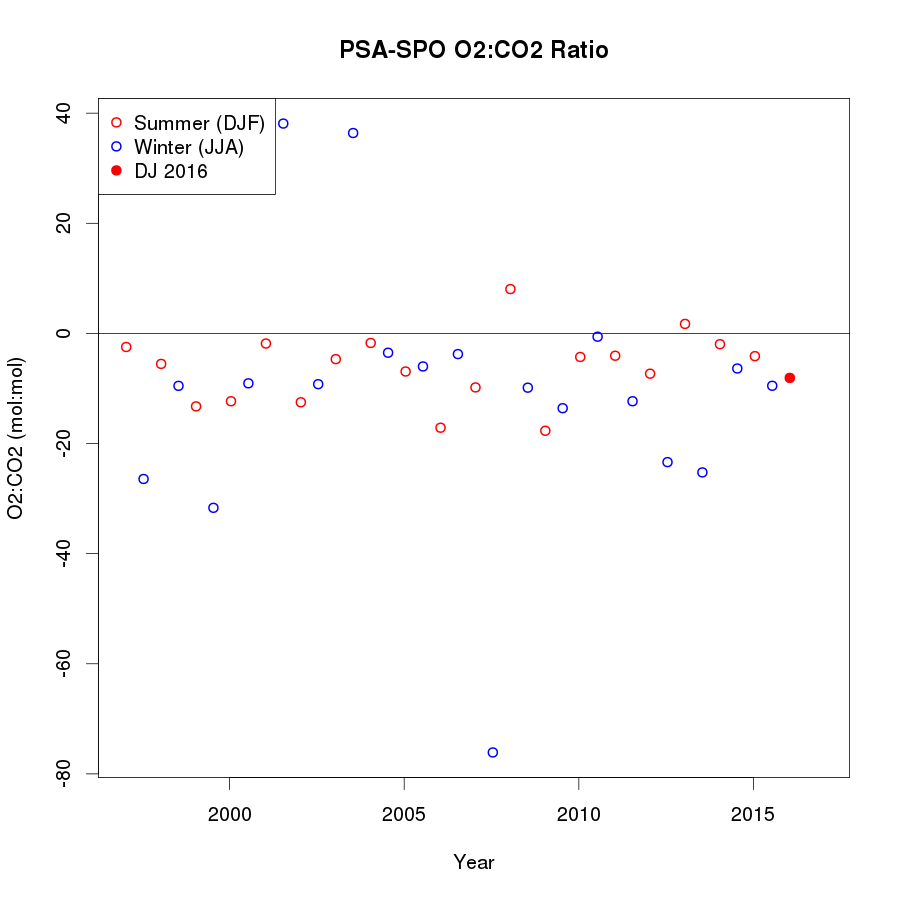 PSA-SPO O2:CO2 Ratio
Summer (DJF)
Winter (JJA)
DJ 2016
40
20
0
-20
-40
-60
-80
O2:CO2 (mol:mol)
2000 2005 2010 2015
Year